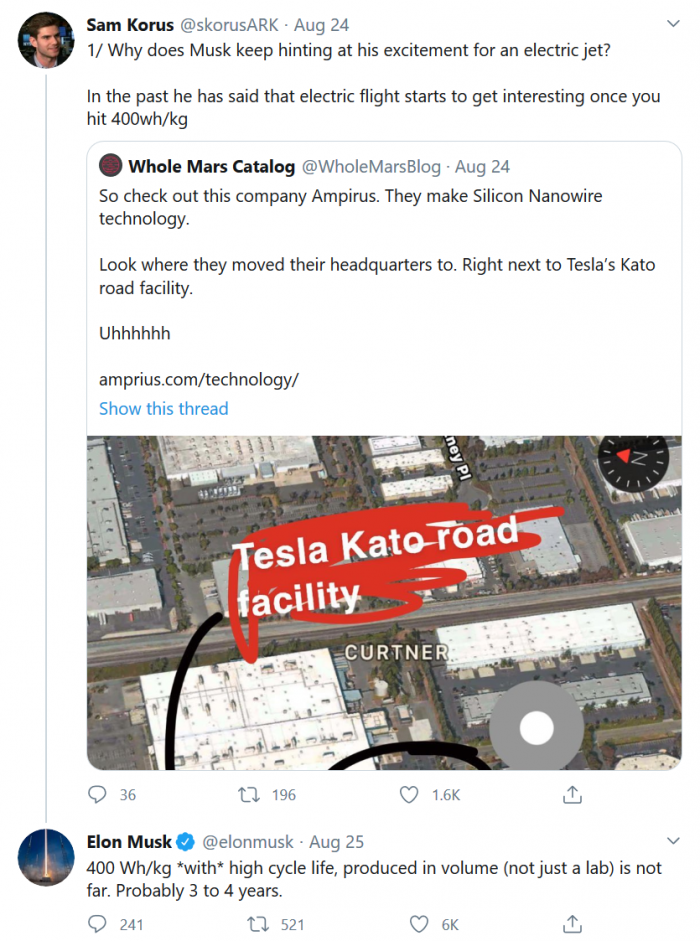 Sam Korus @skorusARK · Aug 24
1/ Why does Musk keep hinting at his excitement for an electric jet?
In the past he has said that electric flight starts to get interesting once you
hit 400wh/kg
Whole Mars Catalog @WholeMarsBlog · Aug 24
So check out this company Ampirus. They make Silicon Nanowire
technology.
Look where they moved their headquarters to. Right next to Tesla's Kato
road facility.
Uhhhhhh
amprius.com/technology/
Show this thread
ney Pl
N
Tesla Kato road
facility
CURTNER
36 196 1.6K
Elon Musk @elonmusk · Aug 25
400 Wh/kg *with* high cycle life, produced in volume (not just a lab) is not
far. Probably 3 to 4 years.
241 521 6K